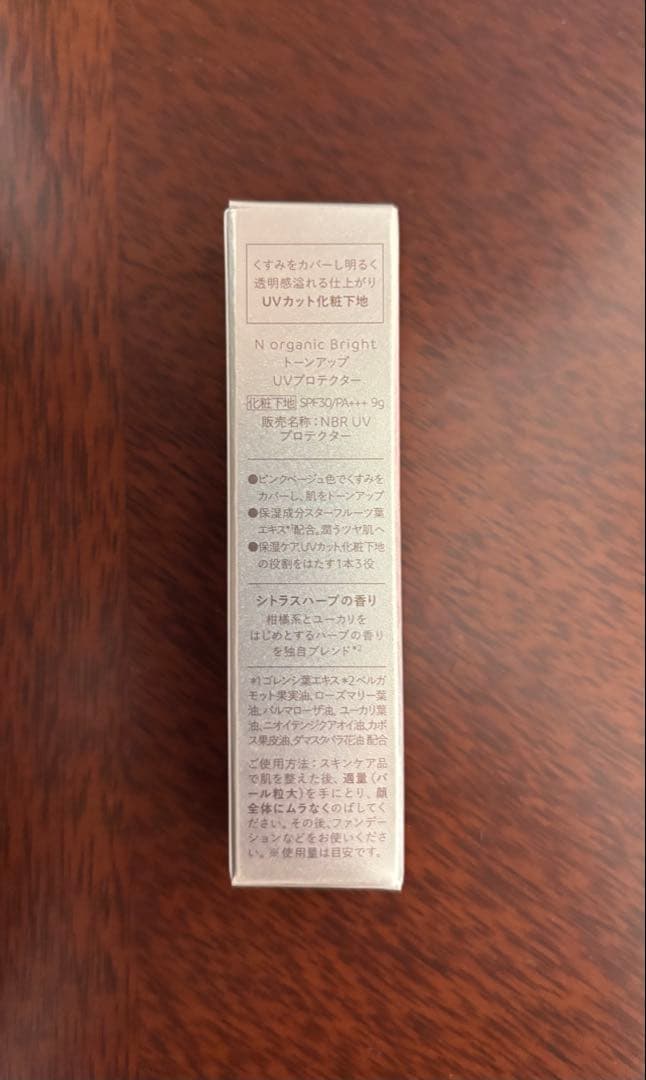 くすみをカバーし明るく
透明感溢れる仕上がり
UVカット化粧下地
N organic Bright
トーンアップ
UVプロテクター
化粧下地 SPF30/PA+++ 9g
販売名称:NBR UV
プロテクター
●ピンクベージュ色でくすみを
カバーし、肌をトーンアップ
●保湿成分スターフルーツ葉
エキス*1配合。潤うツヤ肌へ
●保湿ケア、UVカット、化粧下地
の役割をはたす1本3役
シトラスハーブの香り
柑橘系とユーカリを
はじめとするハーブの香り
を独自ブレンド*2
*1 ゴレンシ葉エキス *2 ベルガ
モット果実油、ローズマリー葉
油、パルマローザ油、ユーカリ葉
油、ニオイテンジクアオイ油、カボ
ス果皮油、ダマスクバラ花油 配合
ご使用方法:スキンケア品
で肌を整えた後、適量(パ
ール粒大)を手にとり、顔
全体にムラなくのばしてく
ださい。その後、ファンデー
ションなどをお使いくださ
い。※使用量は目安です。